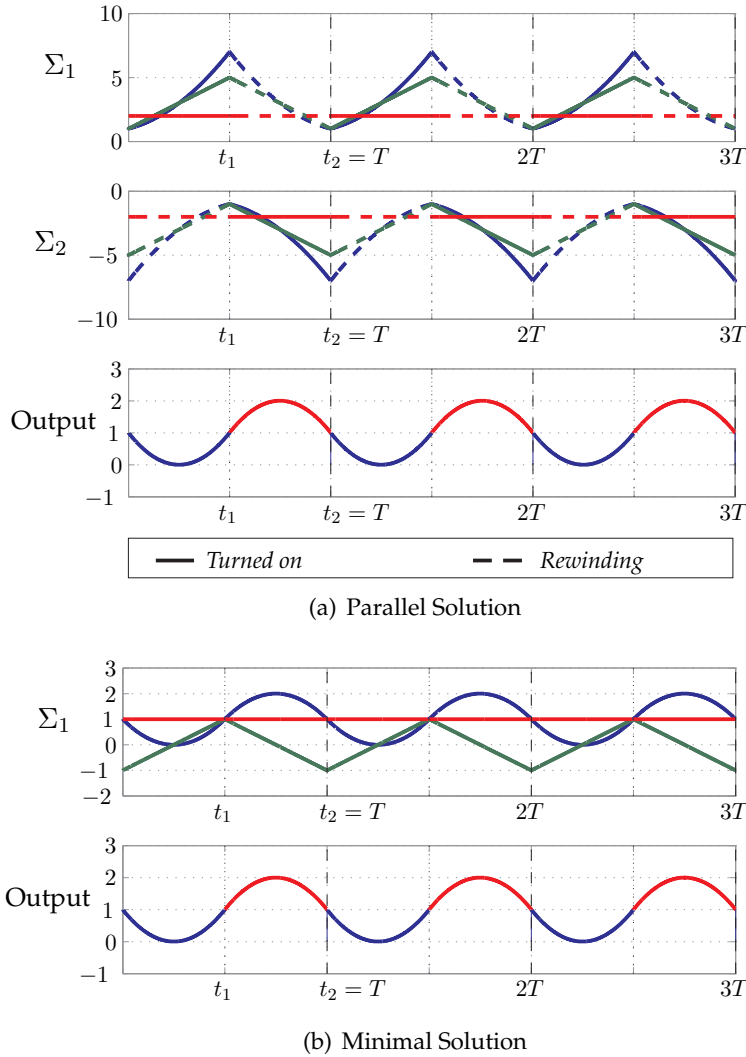 10
Σ₁
5
0
t₁
t₂ = T
2T
3T
0
Σ₂
−5
−10
t₁
t₂ = T
2T
3T
3
2
Output
1
0
−1
t₁
t₂ = T
2T
3T
Turned on
Rewinding
(a) Parallel Solution
3
2
Σ₁
1
0
−1
−2
t₁
t₂ = T
2T
3T
3
2
Output
1
0
−1
t₁
t₂ = T
2T
3T
(b) Minimal Solution